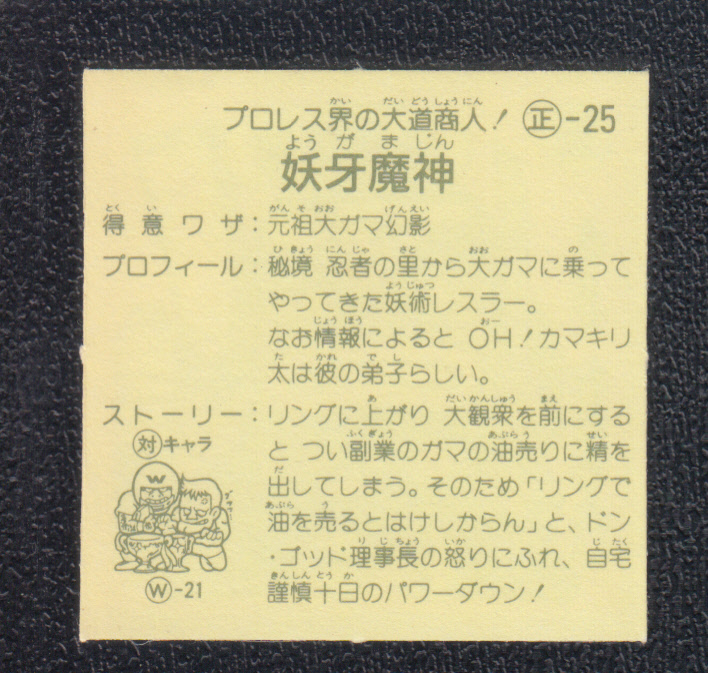 プロレス界の大道商人！ 正-25
妖牙魔神
ようがまじん
得意ワザ：元祖大ガマ幻影
プロフィール：秘境 忍者の里から大ガマに乗って
やってきた妖術レスラー。
なお情報によると OH！カマキリ
太は彼の弟子らしい。
ストーリー：リングに上がり 大観衆を前にする
と つい副業のガマの油売りに精を
出してしまう。そのため「リングで
油を売るとはけしからん」と、ドン
・ゴッド理事長の怒りにふれ、自宅
謹慎十日のパワーダウン！
対キャラ
W
W-21